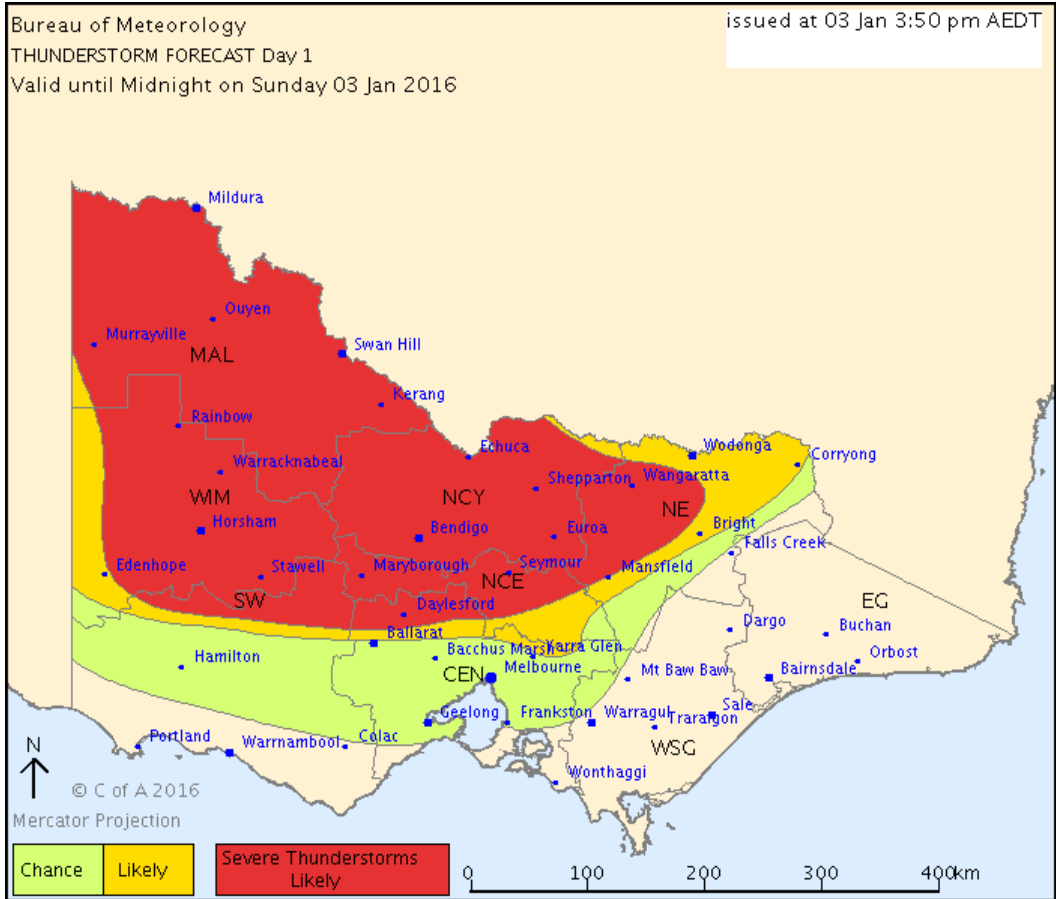 Bureau of Meteorology
issued at 03 Jan 3:50 pm AEDT
THUNDERSTORM FORECAST Day 1
Valid until Midnight on Sunday 03 Jan 2016
Mildura
Ouyen
Murrayville
MAL
Swan Hill
Kerang
Rainbow
Echuca
Wodonga
Corryong
Warracknabeal
Shepparton
Wangaratta
WIM
NCY
NE
Horsham
Bendigo
Euroa
Bright
Falls Creek
Edenhope
Stawell
Maryborough
Seymour
Mansfield
NCE
SW
EG
Daylesford
Dargo
Buchan
Ballarat
Bacchus Marsh
Yarra Glen
Hamilton
CEN
Melbourne
Mt Baw Baw
Bairnsdale
Orbost
Geelong
Frankston
Warragul
Traralgon
Sale
Portland
Warrnambool
Colac
WSG
Wonthaggi
N
© C of A 2016
Mercator Projection
Chance
Likely
Severe Thunderstorms
Likely
0
100
200
300
400km